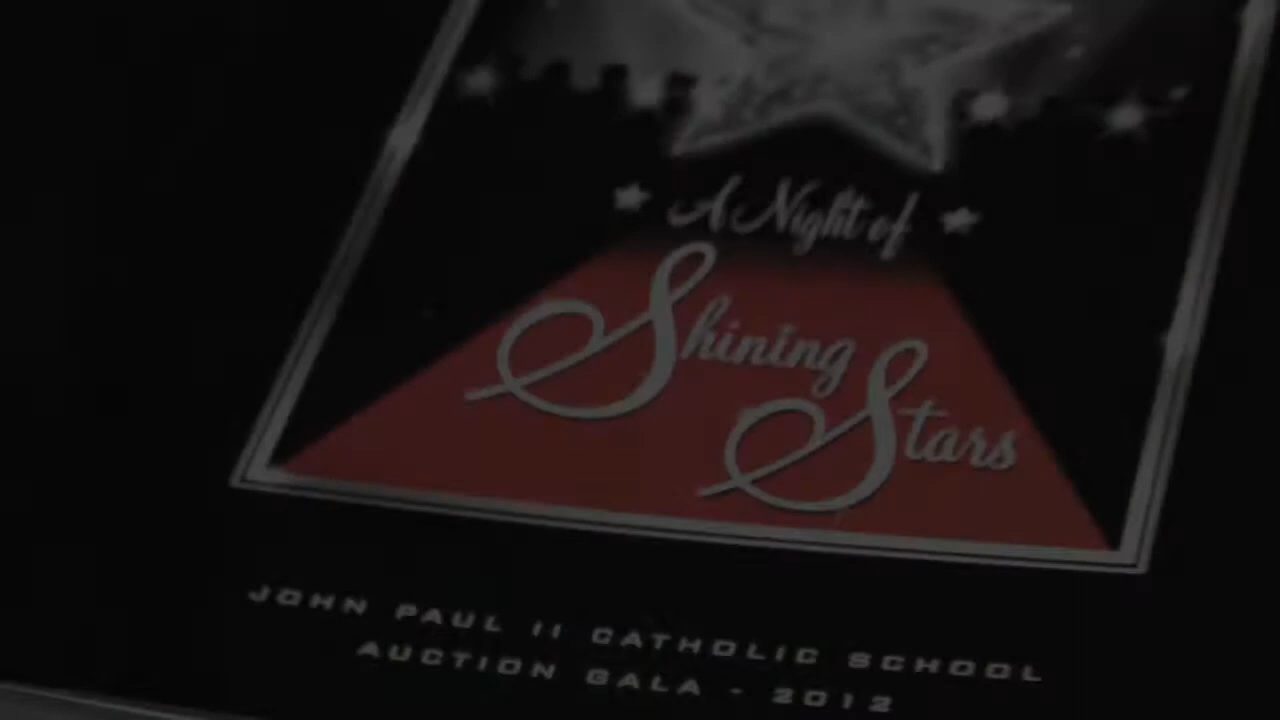 A Night of
Shining
Stars
JOHN PAUL II CATHOLIC SCHOOL
AUCTION GALA - 2012